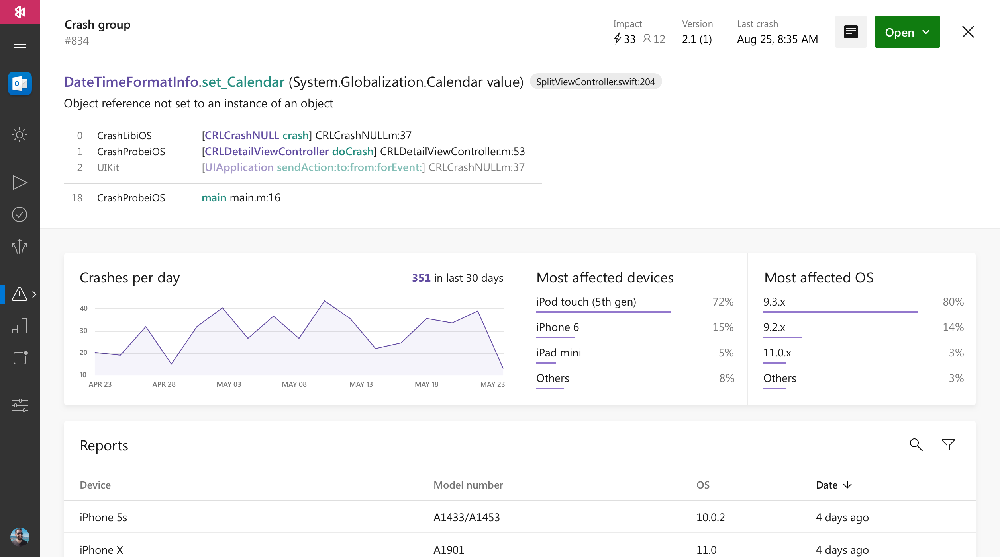 Crash group
#834
Impact
33 12
Version
2.1 (1)
Last crash
Aug 25, 8:35 AM
Open
DateTimeFormatInfo.set_Calendar (System.Globalization.Calendar value) SplitViewController.swift:204
Object reference not set to an instance of an object
0 CrashLibiOS [CRLCrashNULL crash] CRLCrashNULLm:37
1 CrashProbeiOS [CRLDetailViewController doCrash] CRLDetailViewController.m:53
2 UIKit [UIApplication sendAction:to:from:forEvent:] CRLCrashNULLm:37
18 CrashProbeiOS main main.m:16
Crashes per day
351 in last 30 days
40
30
20
10
APR 23 APR 28 MAY 03 MAY 08 MAY 13 MAY 18 MAY 23
Most affected devices
iPod touch (5th gen) 72%
iPhone 6 15%
iPad mini 5%
Others 8%
Most affected OS
9.3.x 80%
9.2.x 14%
11.0.x 3%
Others 3%
Reports
Device Model number OS Date
iPhone 5s A1433/A1453 10.0.2 4 days ago
iPhone X A1901 11.0 4 days ago